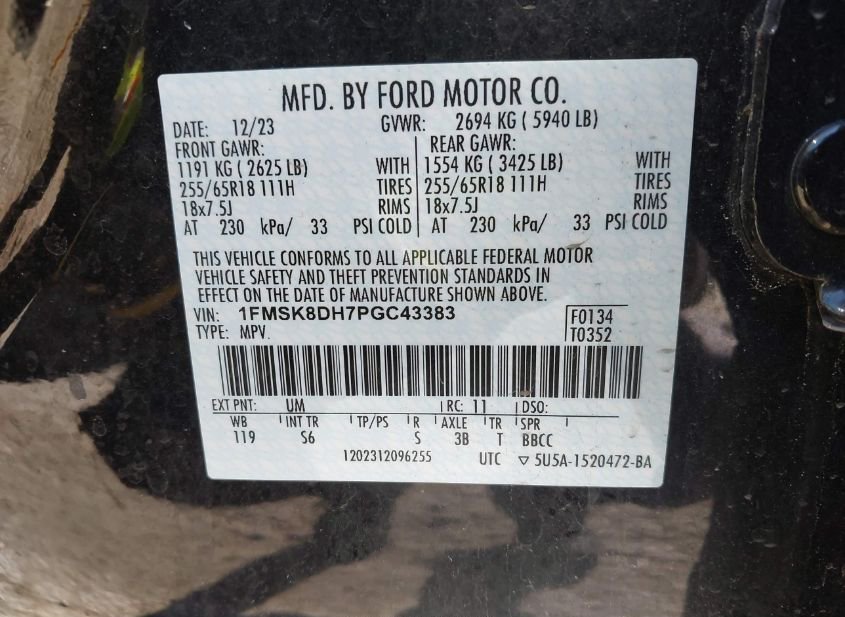 MFD. BY FORD MOTOR CO.
DATE: 12/23 GVWR: 2694 KG ( 5940 LB)
FRONT GAWR: REAR GAWR:
1191 KG ( 2625 LB) WITH 1554 KG ( 3425 LB) WITH
255/65R18 111H TIRES 255/65R18 111H TIRES
18x7.5J RIMS 18x7.5J RIMS
AT 230 kPa/ 33 PSI COLD AT 230 kPa/ 33 PSI COLD
THIS VEHICLE CONFORMS TO ALL APPLICABLE FEDERAL MOTOR
VEHICLE SAFETY AND THEFT PREVENTION STANDARDS IN
EFFECT ON THE DATE OF MANUFACTURE SHOWN ABOVE.
VIN: 1FMSK8DH7PGC43383 F0134
TYPE: MPV. T0352
EXT PNT: UM RC: 11 DSO:
WB INT TR TP/PS R AXLE TR SPR
119 S6 S 3B T BBCC
1202312096255 UTC ▽ 5U5A-1520472-BA